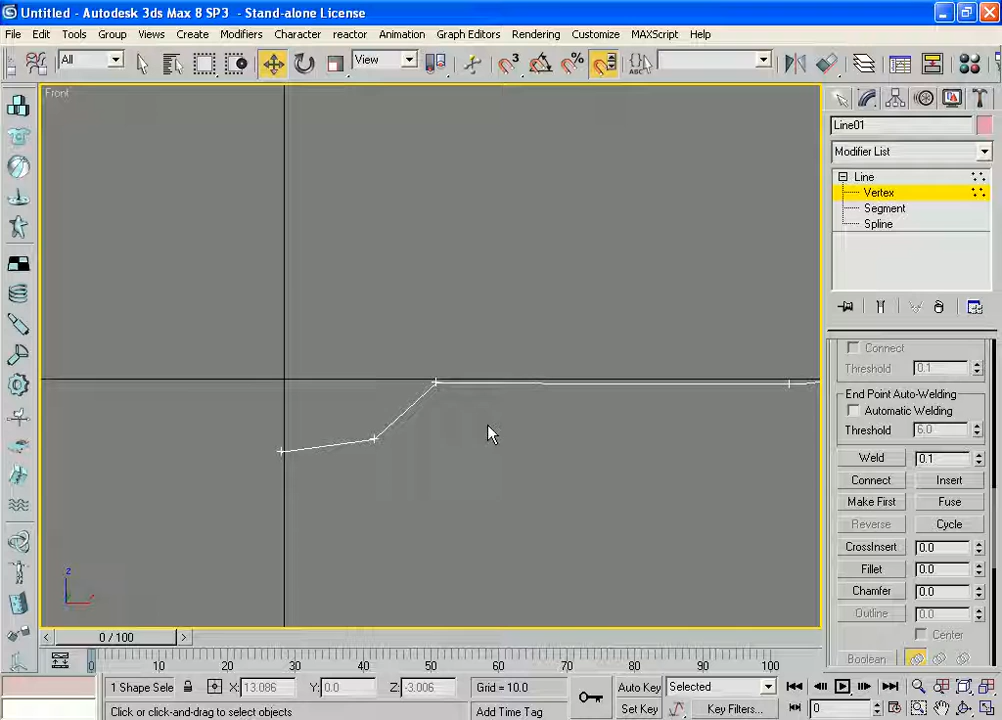 Untitled - Autodesk 3ds Max 8 SP3 - Stand-alone License
File Edit Tools Group Views Create Modifiers Character reactor Animation Graph Editors Rendering Customize MAXScript Help
All View
Front
Line01
Modifier List
Line
Vertex
Segment
Spline
Connect
Threshold 0.1
End Point Auto-Welding
Automatic Welding
Threshold 6.0
Weld 0.1
Connect Insert
Make First Fuse
Reverse Cycle
CrossInsert 0.0
Fillet 0.0
Chamfer 0.0
Outline 0.0
Center
Boolean
z
0 / 100
0 10 20 30 40 50 60 70 80 90 100
1 Shape Sele X: 13.086 Y: 0.0 Z: -3.006 Grid = 10.0 Auto Key Selected
Click or click-and-drag to select objects Add Time Tag Set Key Key Filters... 0